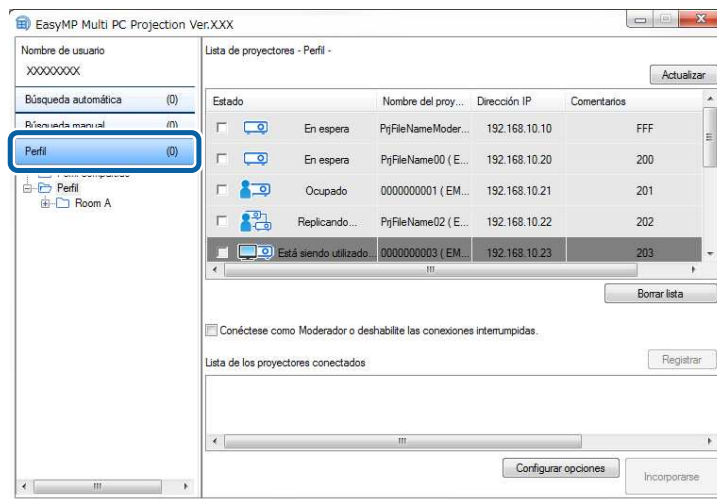 EasyMP Multi PC Projection Ver.XXX
Nombre de usuario
XXXXXXXX
Búsqueda automática (0)
Búsqueda manual (0)
Perfil (0)
Perfil compartido
Perfil
Room A
Lista de proyectores - Perfil -
Actualizar
Estado Nombre del proy... Dirección IP Comentarios
En espera PrjFileNameModer... 192.168.10.10 FFF
En espera PrjFileName00 ( E... 192.168.10.20 200
Ocupado 0000000001 ( EM... 192.168.10.21 201
Replicando... PrjFileName02 ( E... 192.168.10.22 202
Está siendo utilizado... 0000000003 ( EM... 192.168.10.23 203
Borrar lista
Conéctese como Moderador o deshabilite las conexiones interrumpidas.
Lista de los proyectores conectados
Registrar
Configurar opciones
Incorporarse